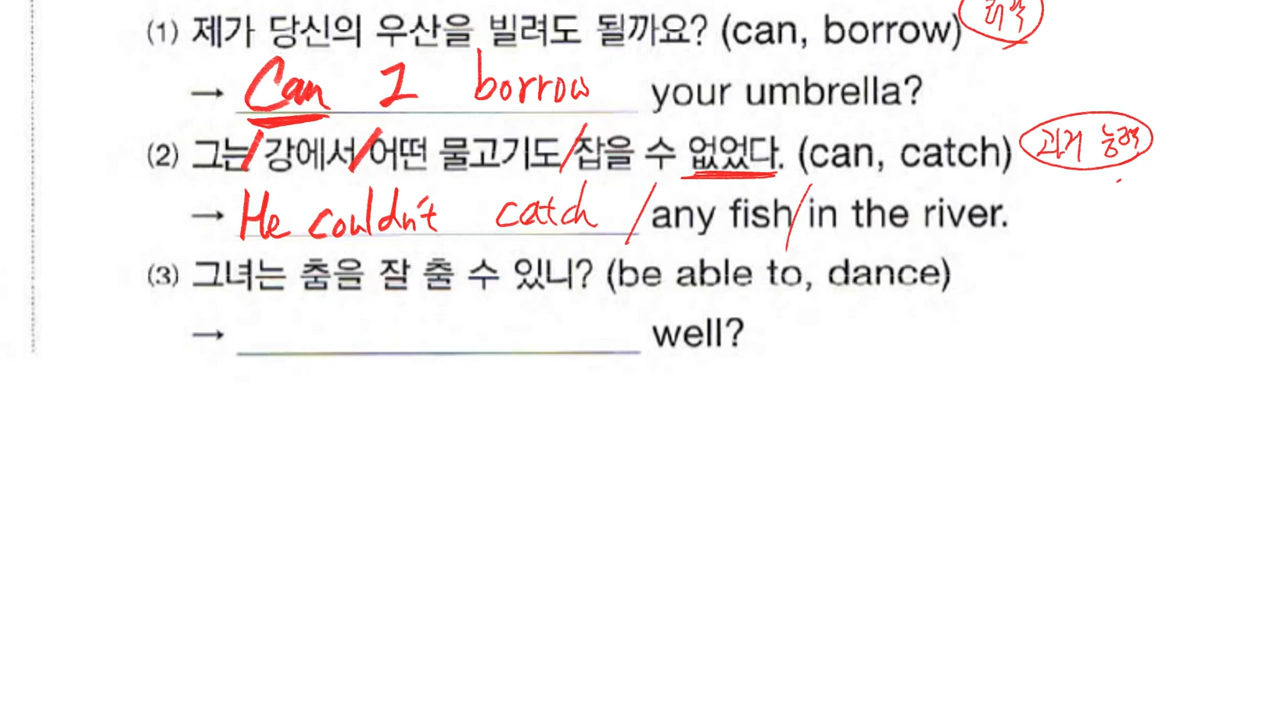 (1) 제가 당신의 우산을 빌려도 될까요? (can, borrow)
→ Can I borrow your umbrella?
(2) 그는/강에서/어떤 물고기도/잡을 수 없었다. (can, catch) 과거 능력
→ He couldn't catch / any fish/in the river.
(3) 그녀는 춤을 잘 출 수 있니? (be able to, dance)
→ well?